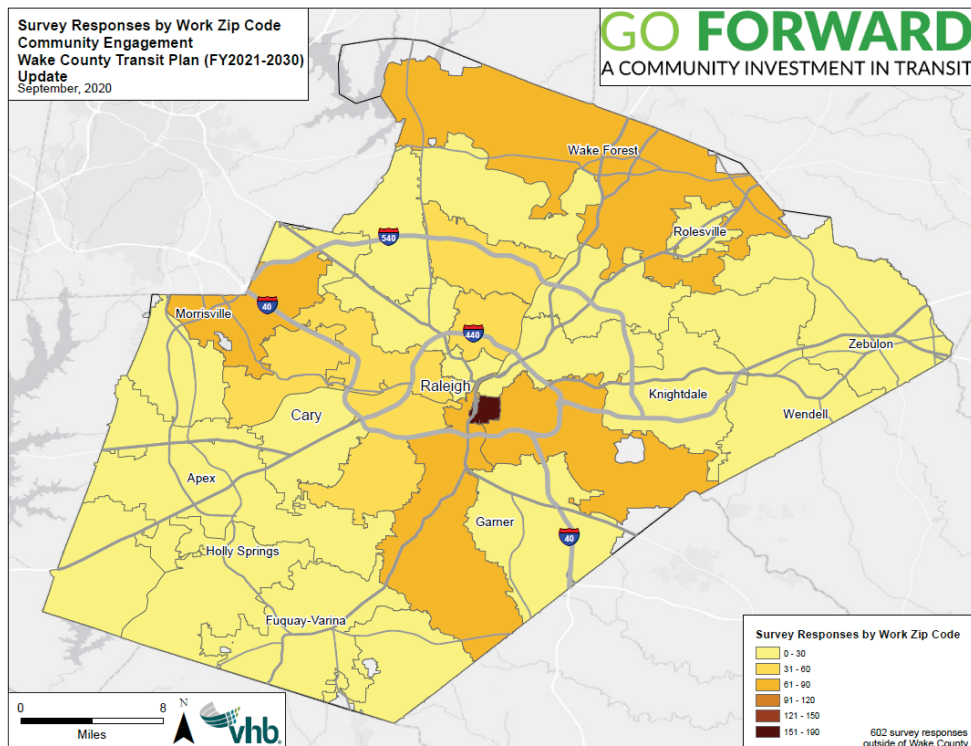 Survey Responses by Work Zip Code
Community Engagement
Wake County Transit Plan (FY2021-2030)
Update
September, 2020
GO FORWARD
A COMMUNITY INVESTMENT IN TRANSIT
Wake Forest
Rolesville
540
40
Morrisville
440
Zebulon
Raleigh
Knightdale
Cary
Wendell
Apex
Garner
40
Holly Springs
Fuquay-Varina
Survey Responses by Work Zip Code
0 - 30
31 - 60
61 - 90
91 - 120
121 - 150
151 - 190
602 survey responses
outside of Wake County
0 8
Miles
N
vhb.